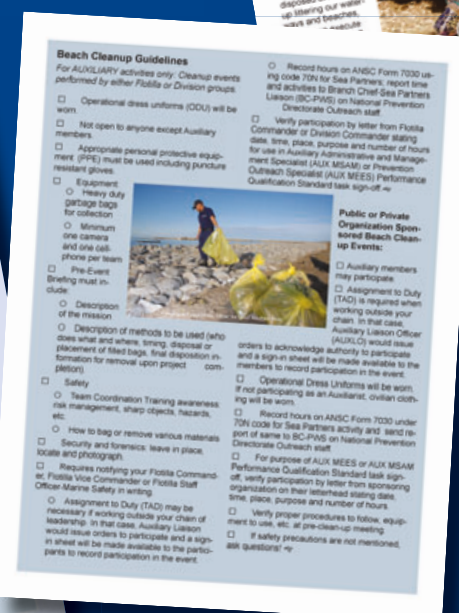 disposed
up littering our water-
ways and beaches,
execute
Beach Cleanup Guidelines
For AUXILIARY activities only: Cleanup events
performed by either Flotilla or Division groups.
☐ Operational dress uniforms (ODU) will be
worn.
☐ Not open to anyone except Auxiliary
members.
☐ Appropriate personal protective equip-
ment (PPE) must be used including puncture
resistant gloves.
☐ Equipment
○ Heavy duty
garbage bags
for collection
○ Minimum
one camera
and one cell-
phone per team
☐ Pre-Event
Briefing must in-
clude:
○ Description
of the mission
○ Description of methods to be used (who
does what and where, timing, disposal or
placement of filled bags, final disposition in-
formation for removal upon project com-
pletion).
☐ Safety
○ Team Coordination Training awareness:
risk management, sharp objects, hazards,
etc.
○ How to bag or remove various materials
☐ Security and forensics: leave in place,
locate and photograph.
☐ Requires notifying your Flotilla Command-
er, Flotilla Vice Commander or Flotilla Staff
Officer-Marine Safety in writing.
○ Assignment to Duty (TAD) may be
necessary if working outside your chain of
leadership. In that case, Auxiliary Liaison
would issue orders to participate and a sign-
in sheet will be made available to the partici-
pants to record participation in the event.
○ Record hours on ANSC Form 7030 us-
ing code 70N for Sea Partners; report time
and activities to Branch Chief-Sea Partners
Liaison (BC-PWS) on National Prevention
Directorate Outreach staff.
☐ Verify participation by letter from Flotilla
Commander or Division Commander stating
date, time, place, purpose and number of hours
for use in Auxiliary Administrative and Manage-
ment Specialist (AUX MSAM) or Prevention
Outreach Specialist (AUX MEES) Performance
Qualification Standard task sign-off.
Public or Private
Organization Spon-
sored Beach Clean-
up Events:
☐ Auxiliary members
may participate.
☐ Assignment to Duty
(TAD) is required when
working outside your
chain. In that case,
Auxiliary Liaison Officer
(AUXLO) would issue
orders to acknowledge authority to participate
and a sign-in sheet will be made available to the
members to record participation in the event.
☐ Operational Dress Uniforms will be worn.
If not participating as an Auxiliarist, civilian cloth-
ing will be worn.
☐ Record hours on ANSC Form 7030 under
70N code for Sea Partners activity and send re-
port of same to BC-PWS on National Prevention
Directorate Outreach staff.
☐ For purpose of AUX MEES or AUX MSAM
Performance Qualification Standard task sign-
off, verify participation by letter from sponsoring
organization on their letterhead stating date,
time, place, purpose and number of hours.
☐ Verify proper procedures to follow, equip-
ment to use, etc. at pre-clean-up meeting.
☐ If safety precautions are not mentioned,
ask questions!